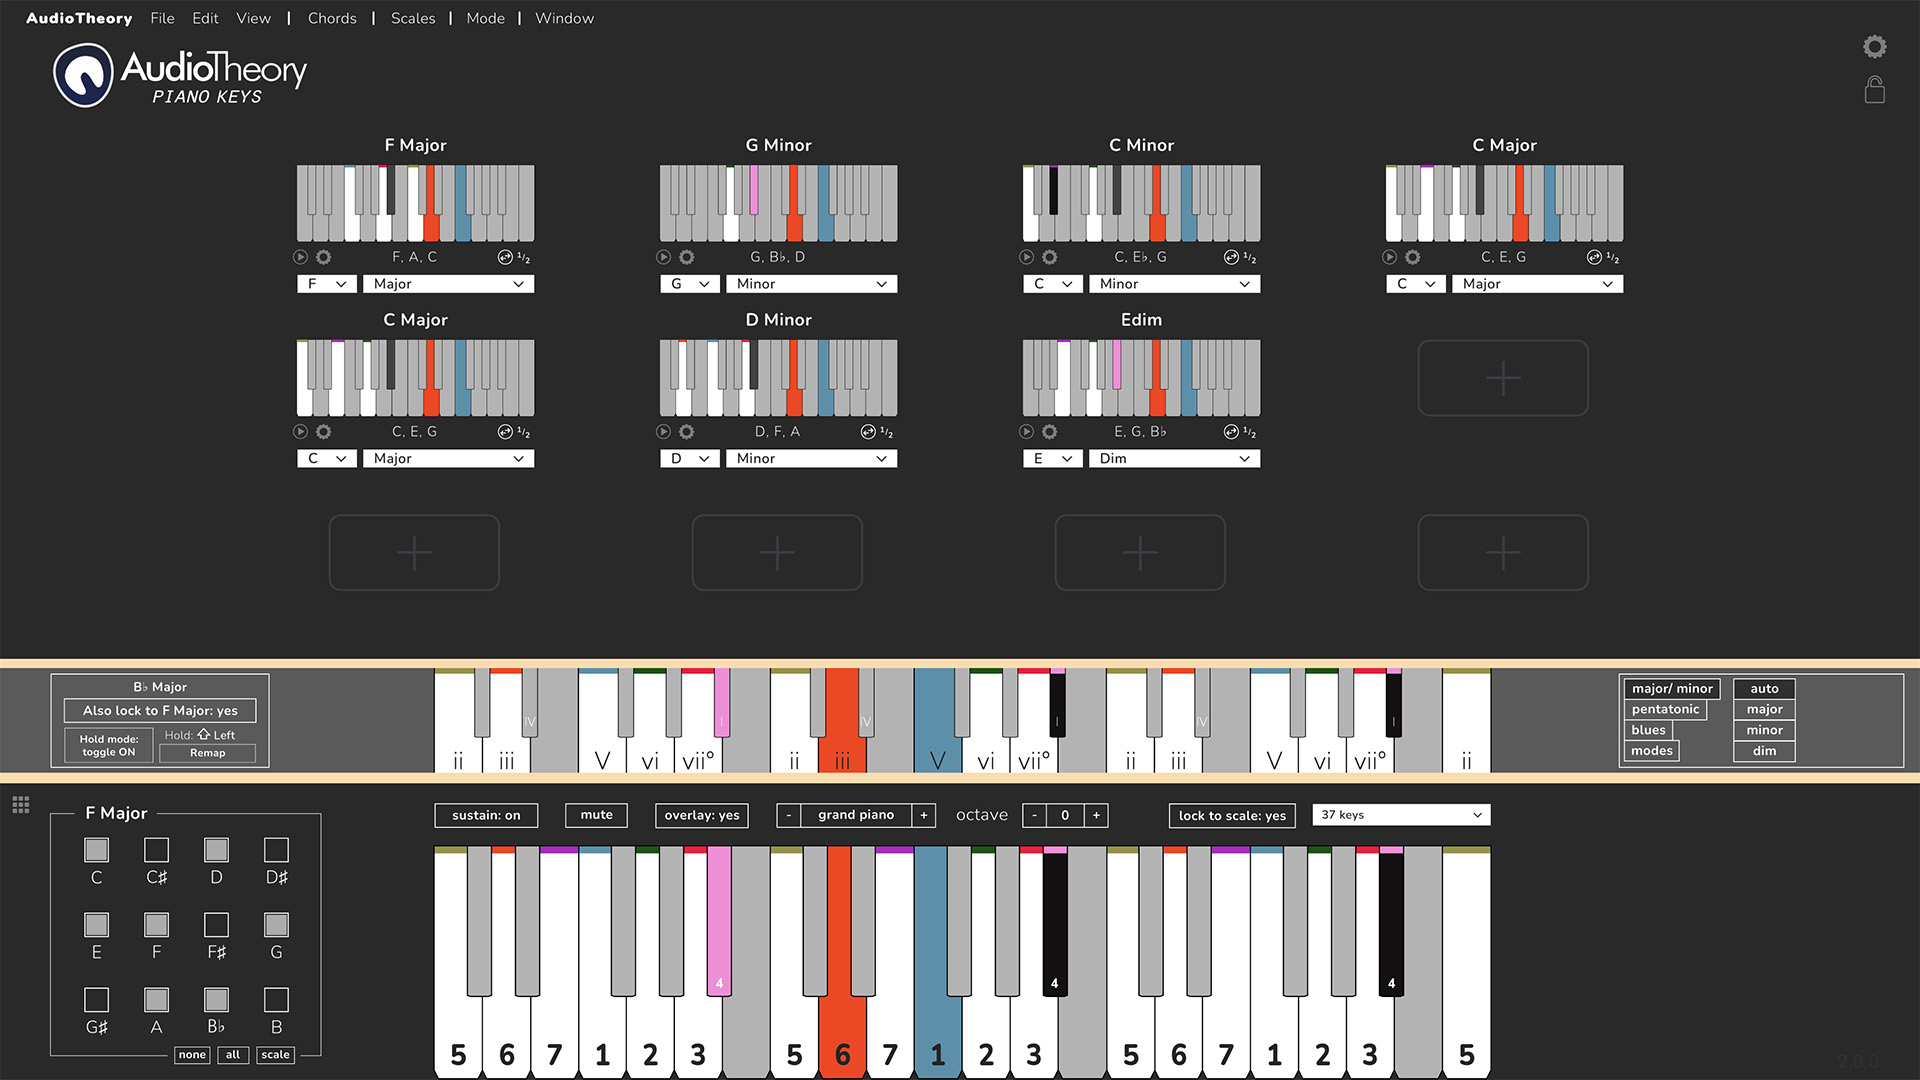 AudioTheory File Edit View | Chords | Scales | Mode | Window
AudioTheory
PIANO KEYS
F Major G Minor C Minor C Major
F, A, C ½ G, B♭, D C, E♭, G ½ C, E, G ½
F Major G Minor C Minor C Major
C Major D Minor Edim
C, E, G ½ D, F, A ½ E, G, B♭ ½
C Major D Minor E Dim
B♭ Major
Also lock to F Major: yes
Hold mode: toggle ON
Hold: ⇧ Left
Remap
IV I IV I IV I
ii iii V vi vii° ii iii V vi vii° ii iii V vi vii° ii
major/ minor auto
pentatonic major
blues minor
modes dim
F Major
C C♯ D D♯
E F F♯ G
G♯ A B♭ B
none all scale
sustain: on mute overlay: yes - grand piano + octave - 0 + lock to scale: yes 37 keys
4 4 4
5 6 7 1 2 3 5 6 7 1 2 3 5 6 7 1 2 3 5
2.0.0